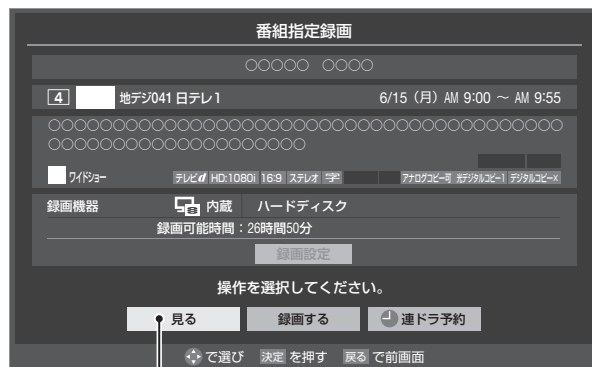 番組指定録画
○○○○○ ○○○○
4 地デジ041 日テレ1 6/15（月）AM 9:00 ～ AM 9:55
○○○○○○○○○○○○○○○○○○○○○○○○○○○○○○○○○○○○○○○○
○○○○○○○○○○○○○○○○○○○○
ワイドショー テレビd HD:1080i 16:9 ステレオ 字 アナログコピー可 光デジタルコピー1 デジタルコピー×
録画機器 内蔵 ハードディスク
録画可能時間：26時間50分
録画設定
操作を選択してください。
見る 録画する 連ドラ予約
で選び 決定 を押す 戻る で前画面